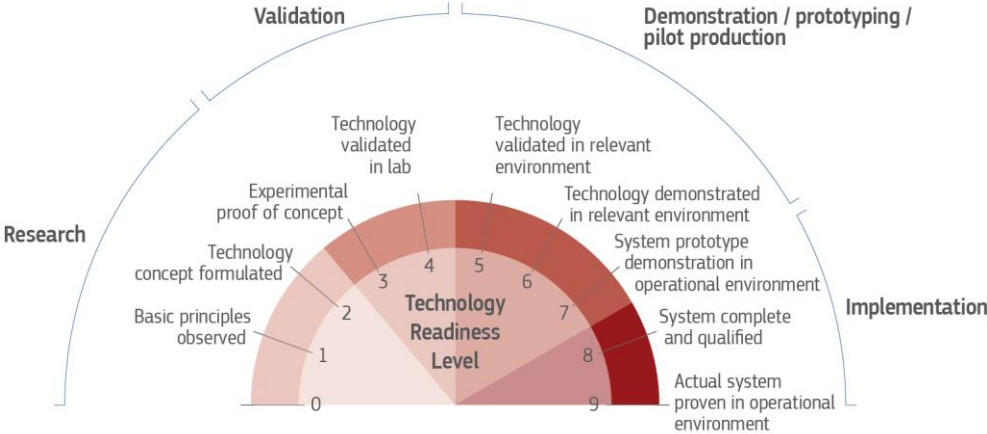 Validation
Demonstration / prototyping /
pilot production
Research
Implementation
Technology
validated
in lab
Technology
validated in relevant
environment
Experimental
proof of concept
Technology demonstrated
in relevant environment
Technology
concept formulated
System prototype
demonstration in
operational environment
Basic principles
observed
System complete
and qualified
Actual system
proven in operational
environment
0
1
2
3
4
5
6
7
8
9
Technology
Readiness
Level